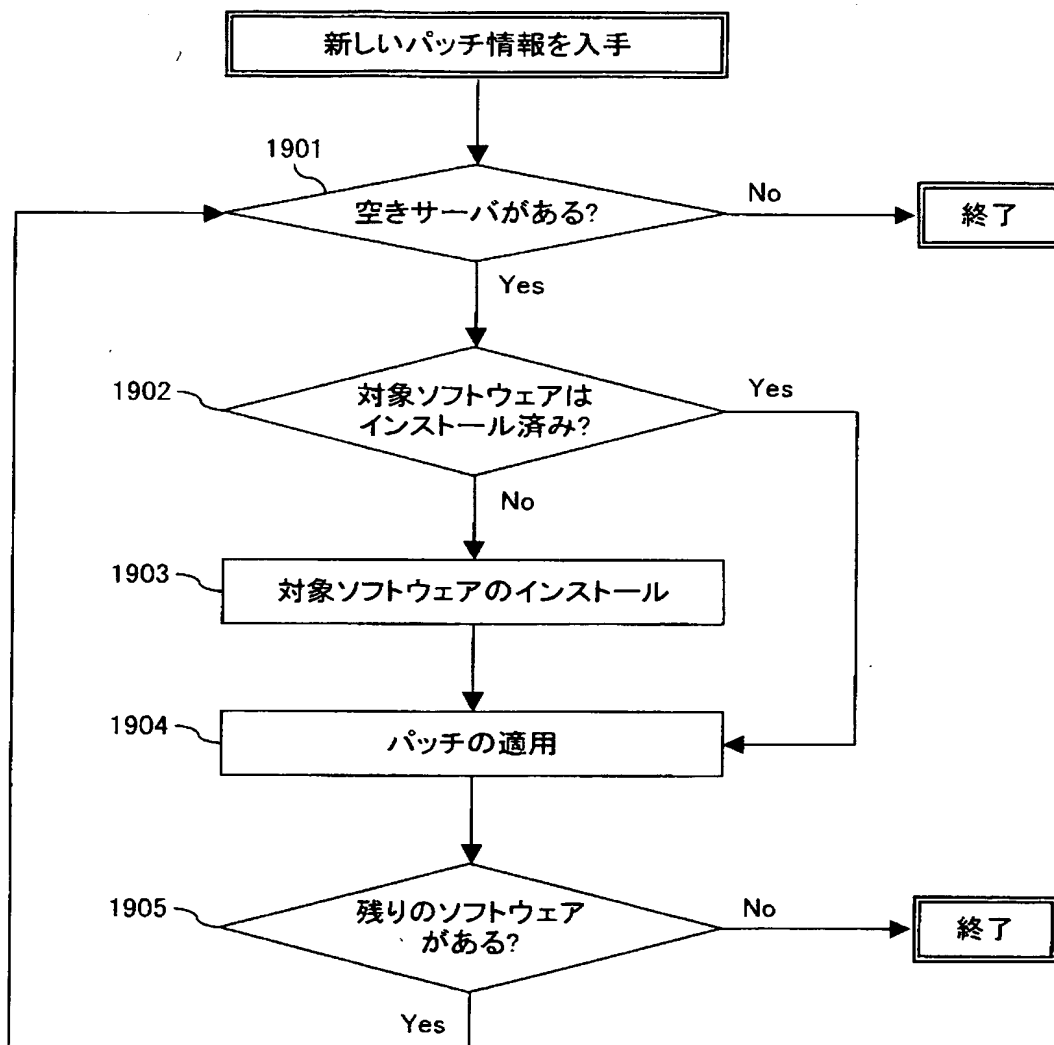 新しいパッチ情報を入手
1901
空きサーバがある?
No
終了
Yes
1902
対象ソフトウェアは
インストール済み?
Yes
No
1903
対象ソフトウェアのインストール
1904
パッチの適用
1905
残りのソフトウェア
がある?
No
終了
Yes